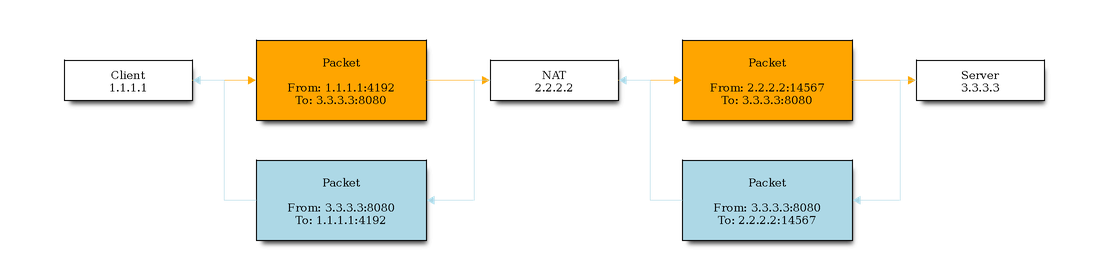 Client
1.1.1.1
Packet
From: 1.1.1.1:4192
To: 3.3.3.3:8080
NAT
2.2.2.2
Packet
From: 2.2.2.2:14567
To: 3.3.3.3:8080
Server
3.3.3.3
Packet
From: 3.3.3.3:8080
To: 1.1.1.1:4192
Packet
From: 3.3.3.3:8080
To: 2.2.2.2:14567